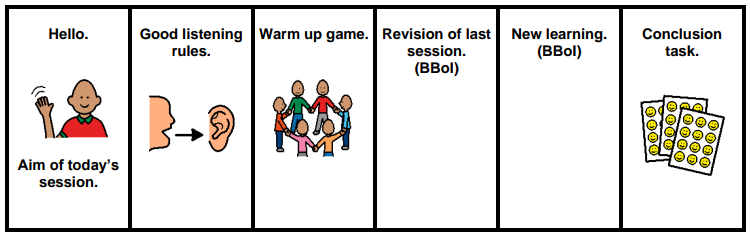 Hello.
Aim of today's
session.
Good listening
rules.
Warm up game.
Revision of last
session.
(BBoI)
New learning.
(BBoI)
Conclusion
task.